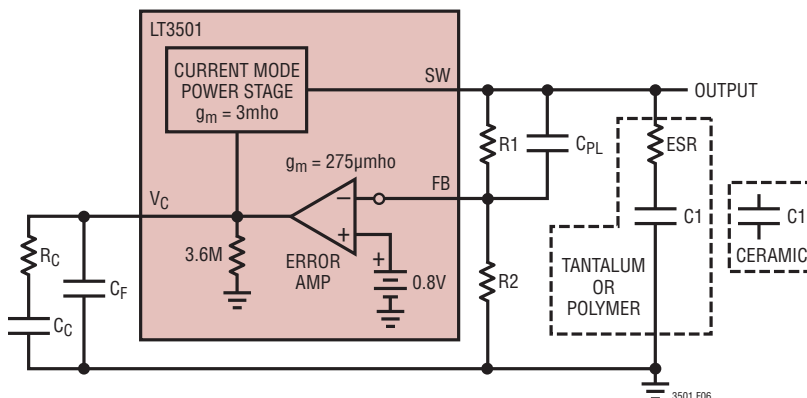 LT3501
CURRENT MODE
POWER STAGE
gm = 3mho
SW
OUTPUT
R1
CPL
ESR
gm = 275µmho
FB
VC
C1
C1
CERAMIC
RC
CF
3.6M
ERROR
AMP
0.8V
R2
TANTALUM
OR
POLYMER
CC
3501 F06